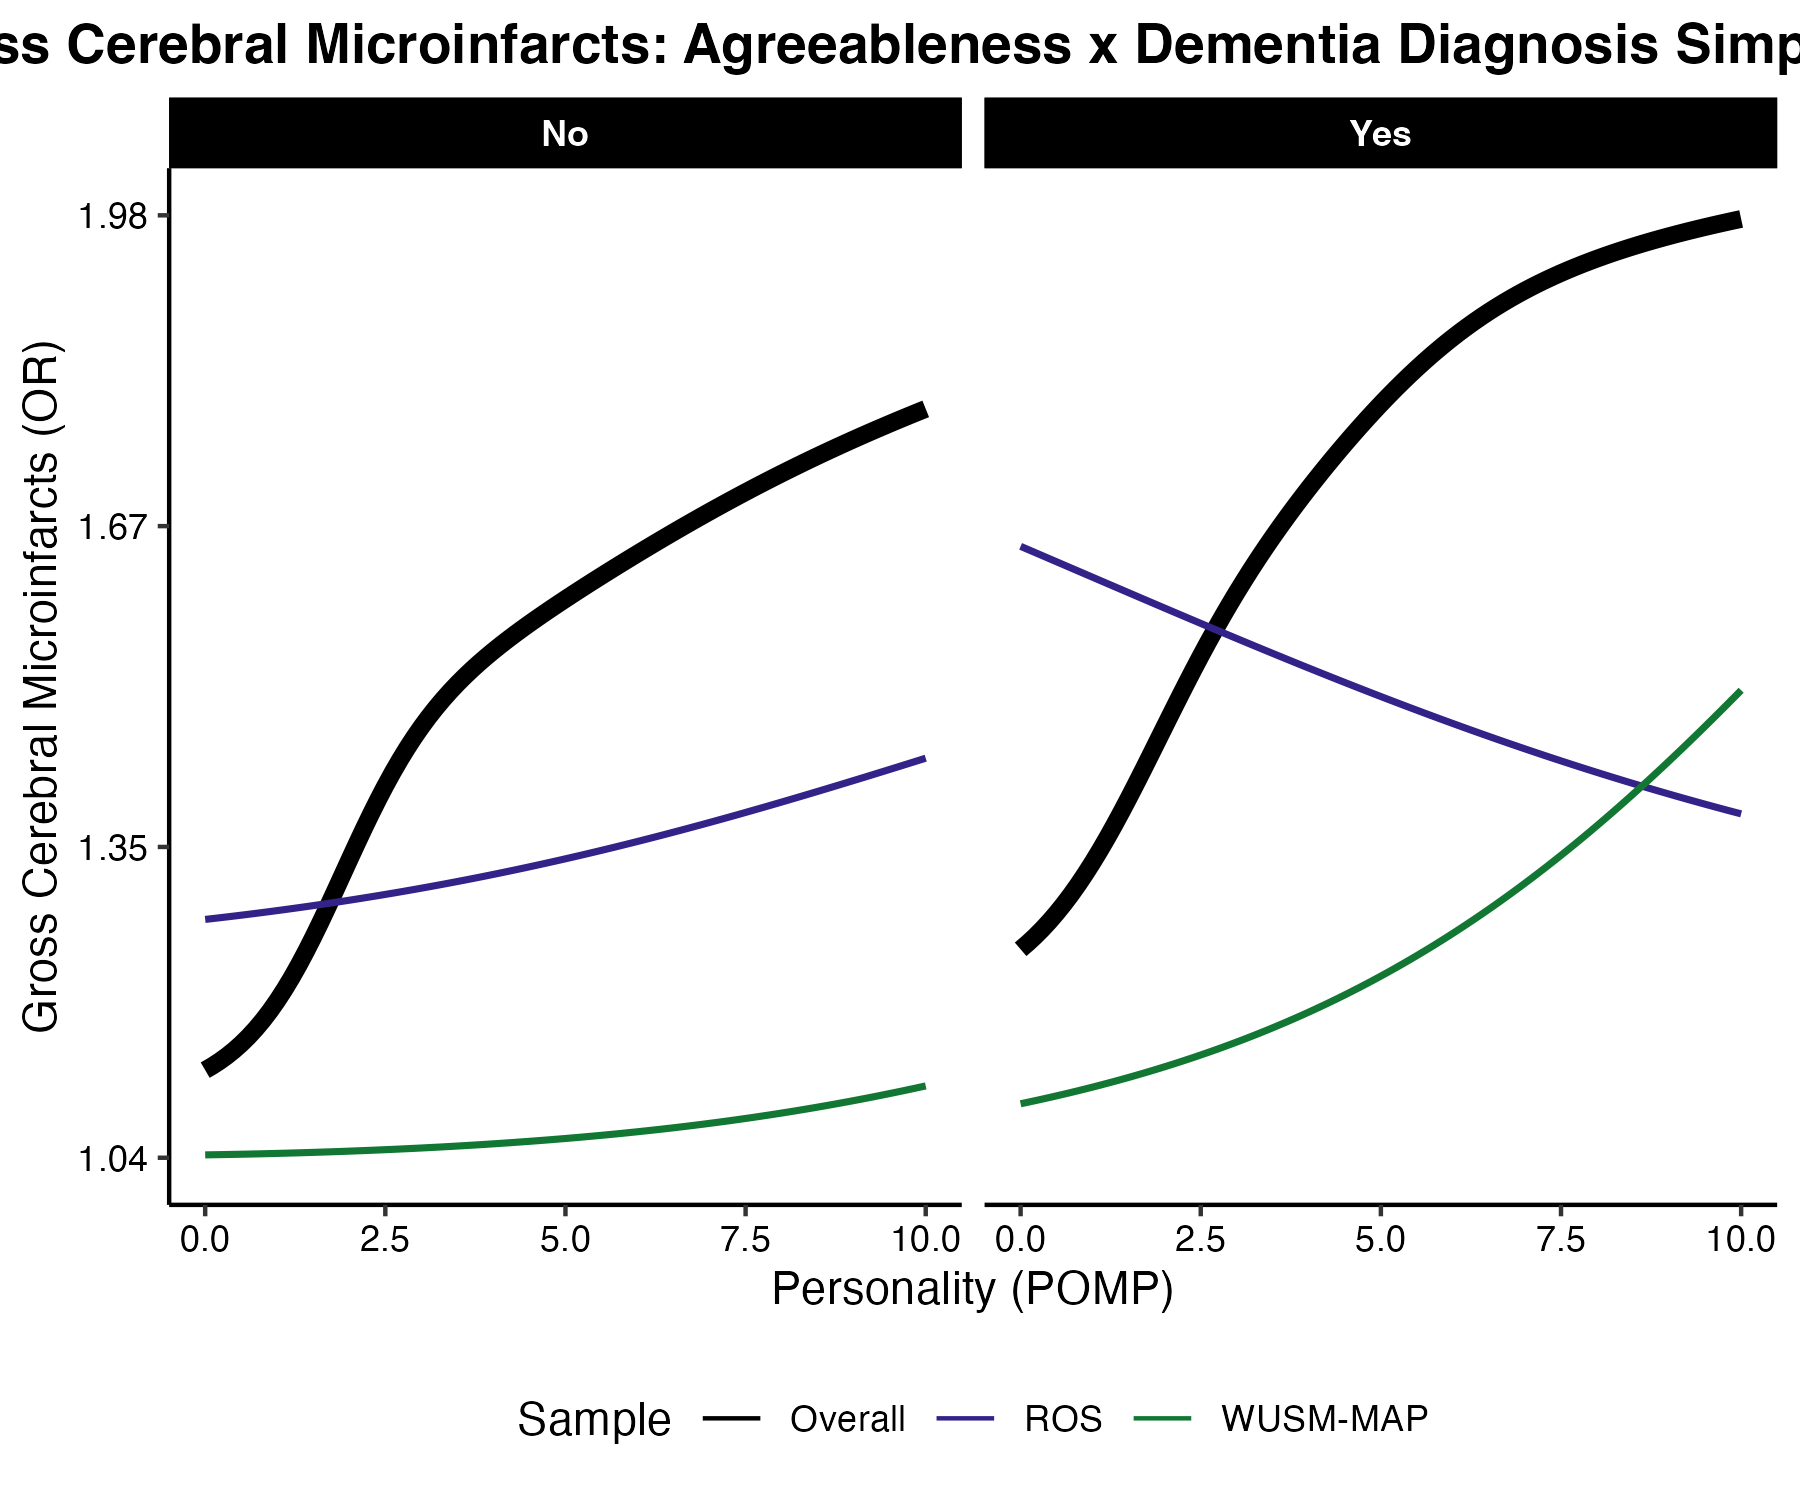 ss Cerebral Microinfarcts: Agreeableness x Dementia Diagnosis Simp
No
Yes
Gross Cerebral Microinfarcts (OR)
1.98
1.67
1.35
1.04
0.0 2.5 5.0 7.5 10.0 0.0 2.5 5.0 7.5 10.0
Personality (POMP)
Sample Overall ROS WUSM-MAP